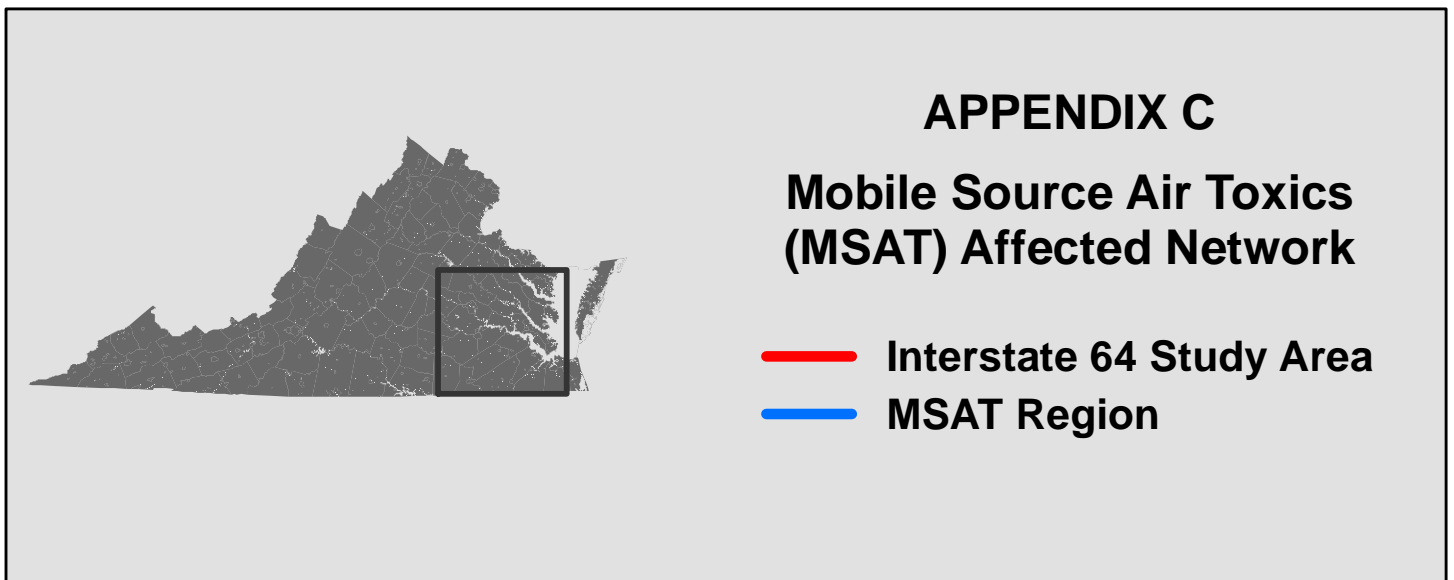 APPENDIX C
Mobile Source Air Toxics
(MSAT) Affected Network
Interstate 64 Study Area
MSAT Region